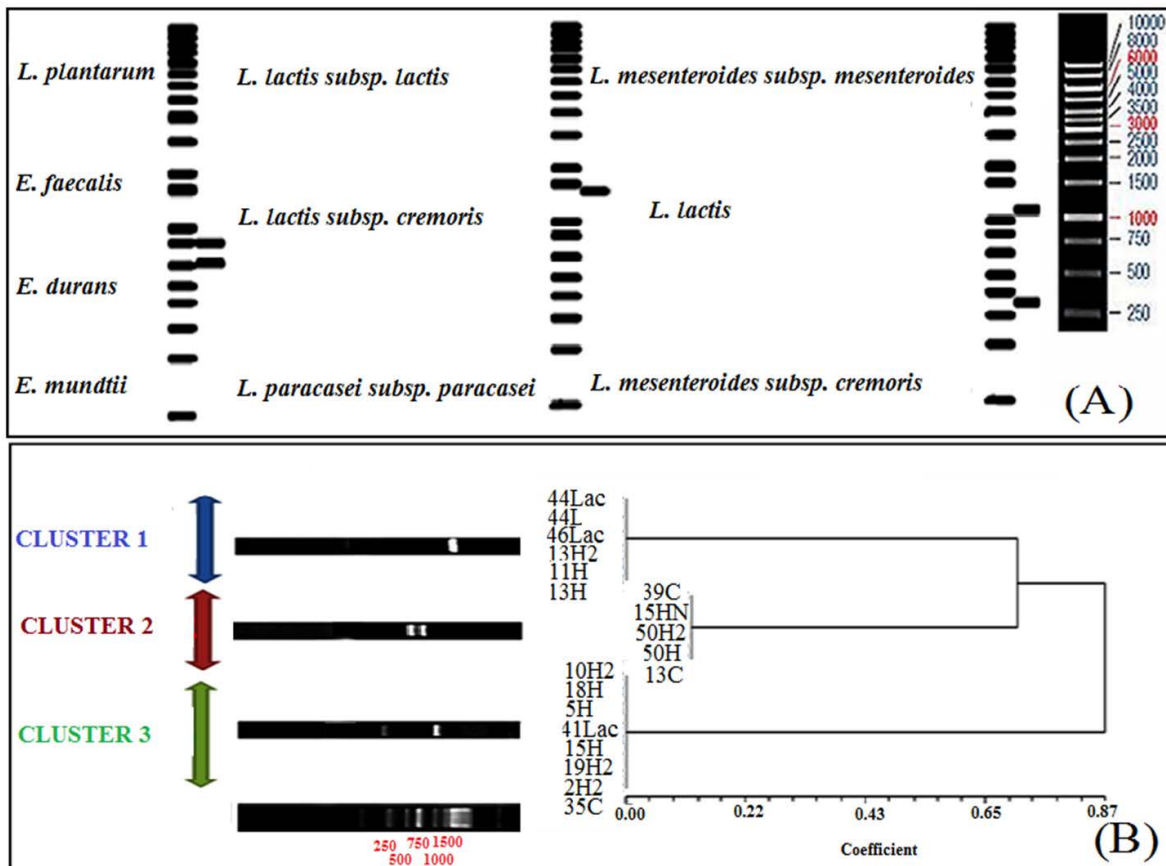 L. plantarum
E. faecalis
E. durans
E. mundtii
L. lactis subsp. lactis
L. lactis subsp. cremoris
L. paracasei subsp. paracasei
L. mesenteroides subsp. mesenteroides
L. lactis
L. mesenteroides subsp. cremoris
10000
8000
6000
5000
4000
3500
3000
2500
2000
1500
1000
750
500
250
(A)
CLUSTER 1
CLUSTER 2
CLUSTER 3
250 750 1500
500 1000
44Lac
44L
46Lac
13H2
11H
13H
39C
15HN
50H2
50H
13C
10H2
18H
5H
41Lac
15H
19H2
2H2
35C
0.00 0.22 0.43 0.65 0.87
Coefficient
(B)